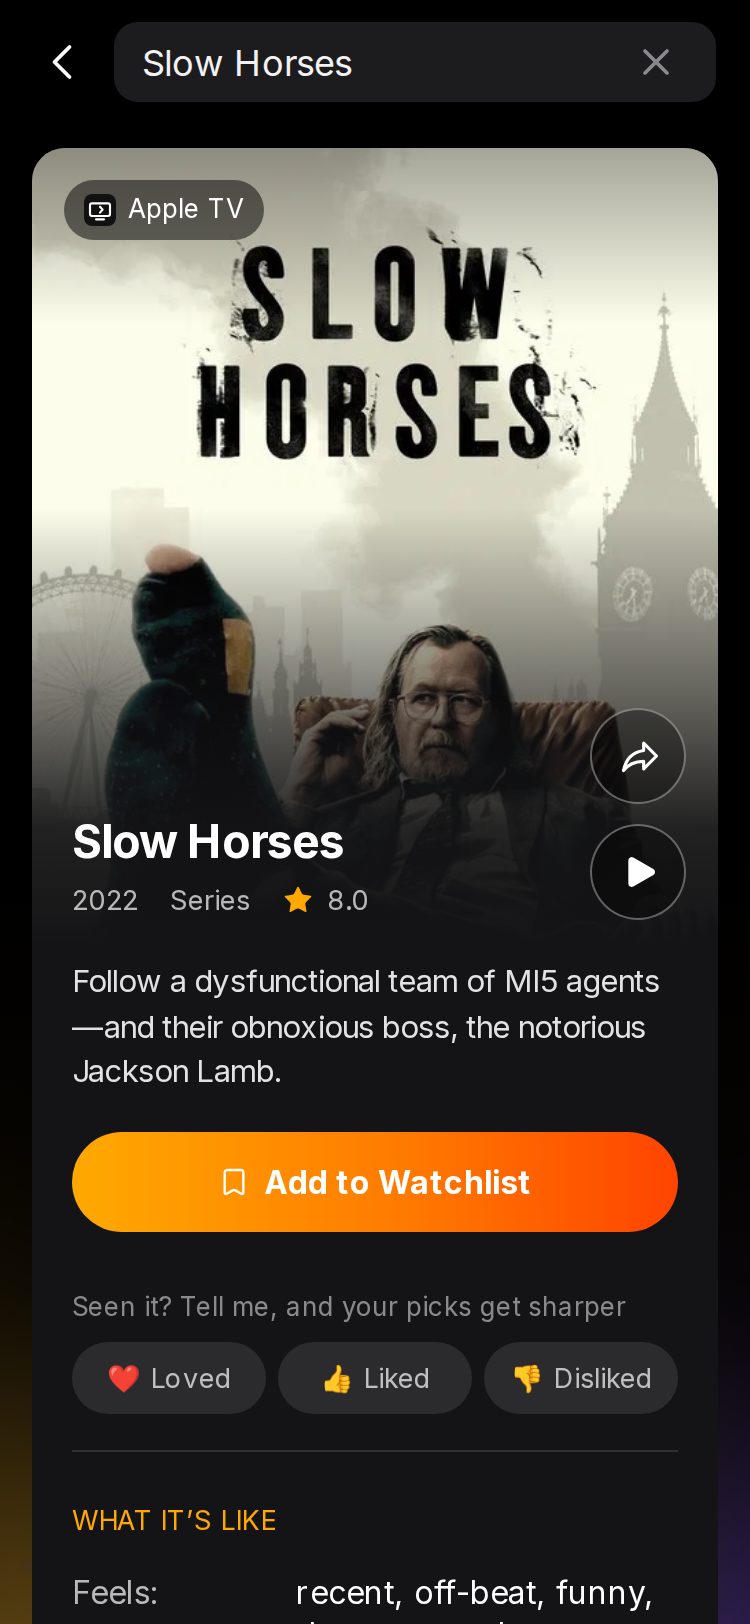 Slow Horses
Apple TV
SLOW
HORSES
Slow Horses
2022 Series ⭐ 8.0
Follow a dysfunctional team of MI5 agents
—and their obnoxious boss, the notorious
Jackson Lamb.
Add to Watchlist
Seen it? Tell me, and your picks get sharper
❤️ Loved 👍 Liked 👎 Disliked
WHAT IT’S LIKE
Feels: recent, off-beat, funny,